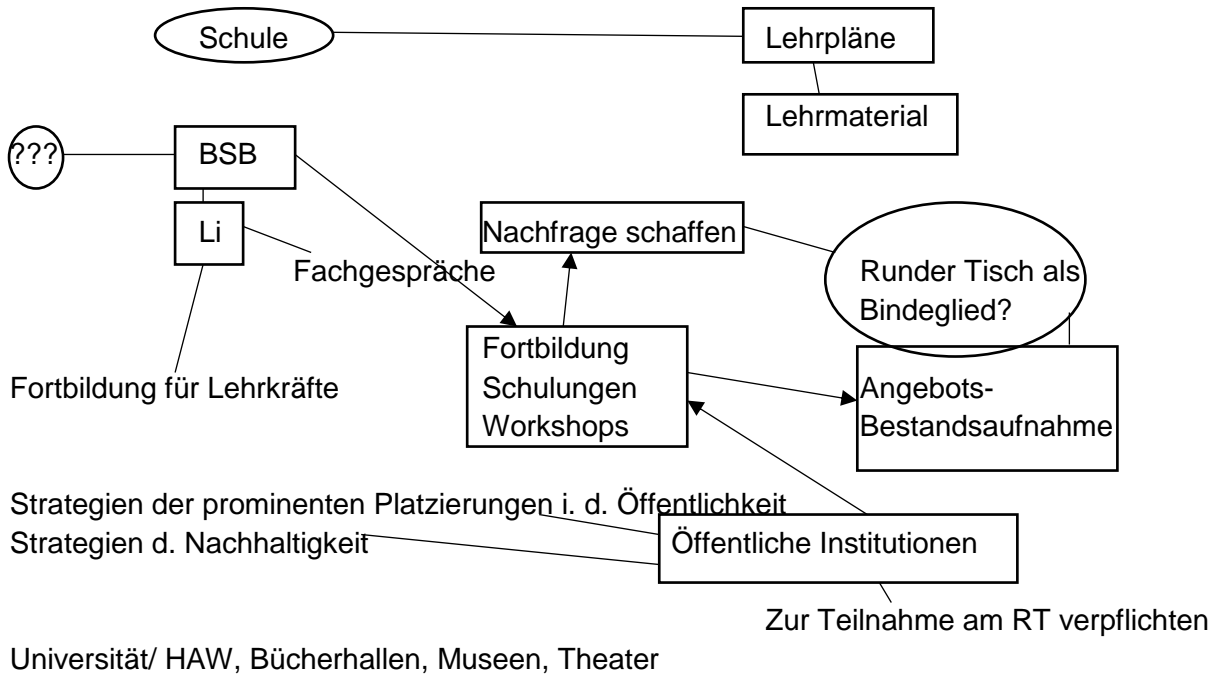 Schule
Lehrpläne
Lehrmaterial
???
BSB
Li
Nachfrage schaffen
Fachgespräche
Runder Tisch als
Bindeglied?
Fortbildung
Schulungen
Workshops
Fortbildung für Lehrkräfte
Angebots-
Bestandsaufnahme
Strategien der prominenten Platzierungen i. d. Öffentlichkeit
Strategien d. Nachhaltigkeit
Öffentliche Institutionen
Zur Teilnahme am RT verpflichten
Universität/ HAW, Bücherhallen, Museen, Theater